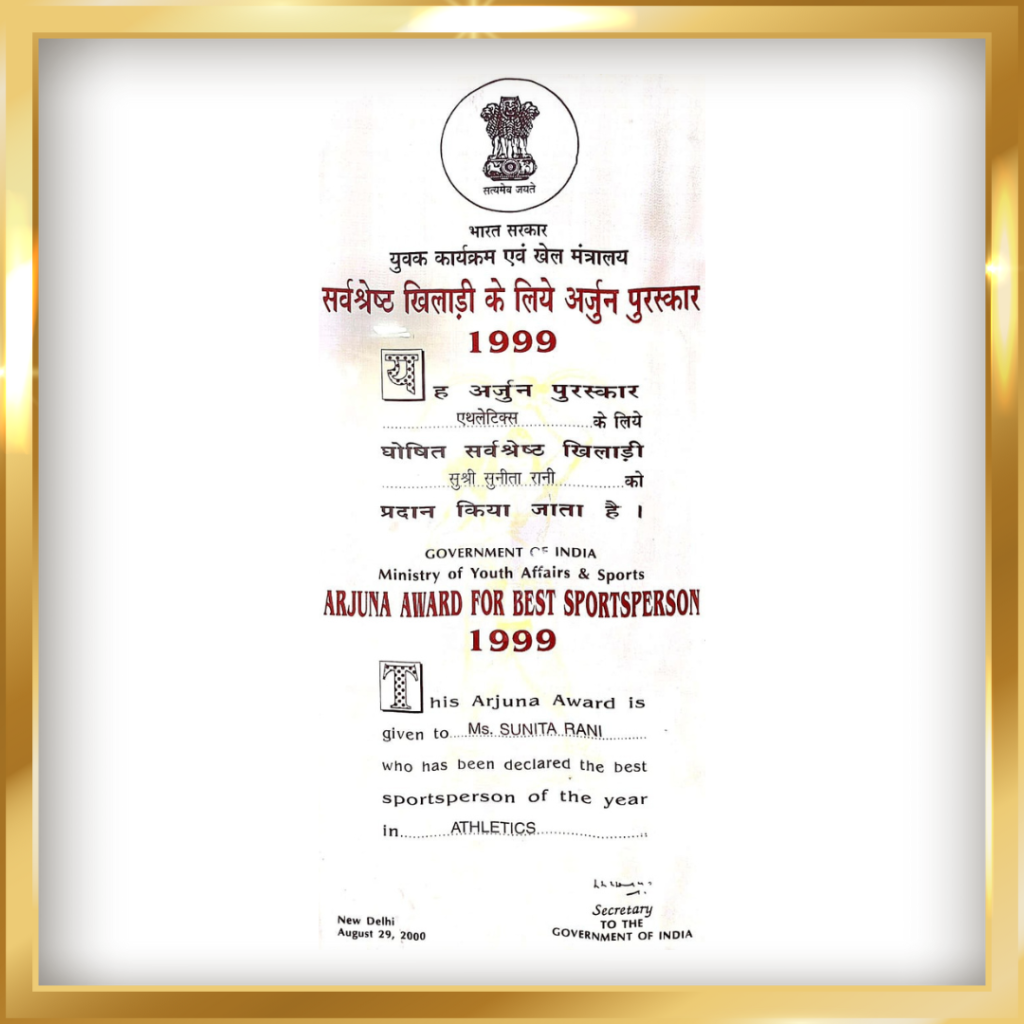 सत्यमेव जयते
भारत सरकार
युवक कार्यक्रम एवं खेल मंत्रालय
सर्वश्रेष्ठ खिलाड़ी के लिये अर्जुन पुरस्कार
1999
यह अर्जुन पुरस्कार
एथलेटिक्स के लिये
घोषित सर्वश्रेष्ठ खिलाड़ी
सुश्री सुनीता रानी को
प्रदान किया जाता है ।
GOVERNMENT OF INDIA
Ministry of Youth Affairs & Sports
ARJUNA AWARD FOR BEST SPORTSPERSON
1999
This Arjuna Award is
given to Ms. SUNITA RANI
who has been declared the best
sportsperson of the year
in ATHLETICS
Secretary
TO THE
GOVERNMENT OF INDIA
New Delhi
August 29, 2000